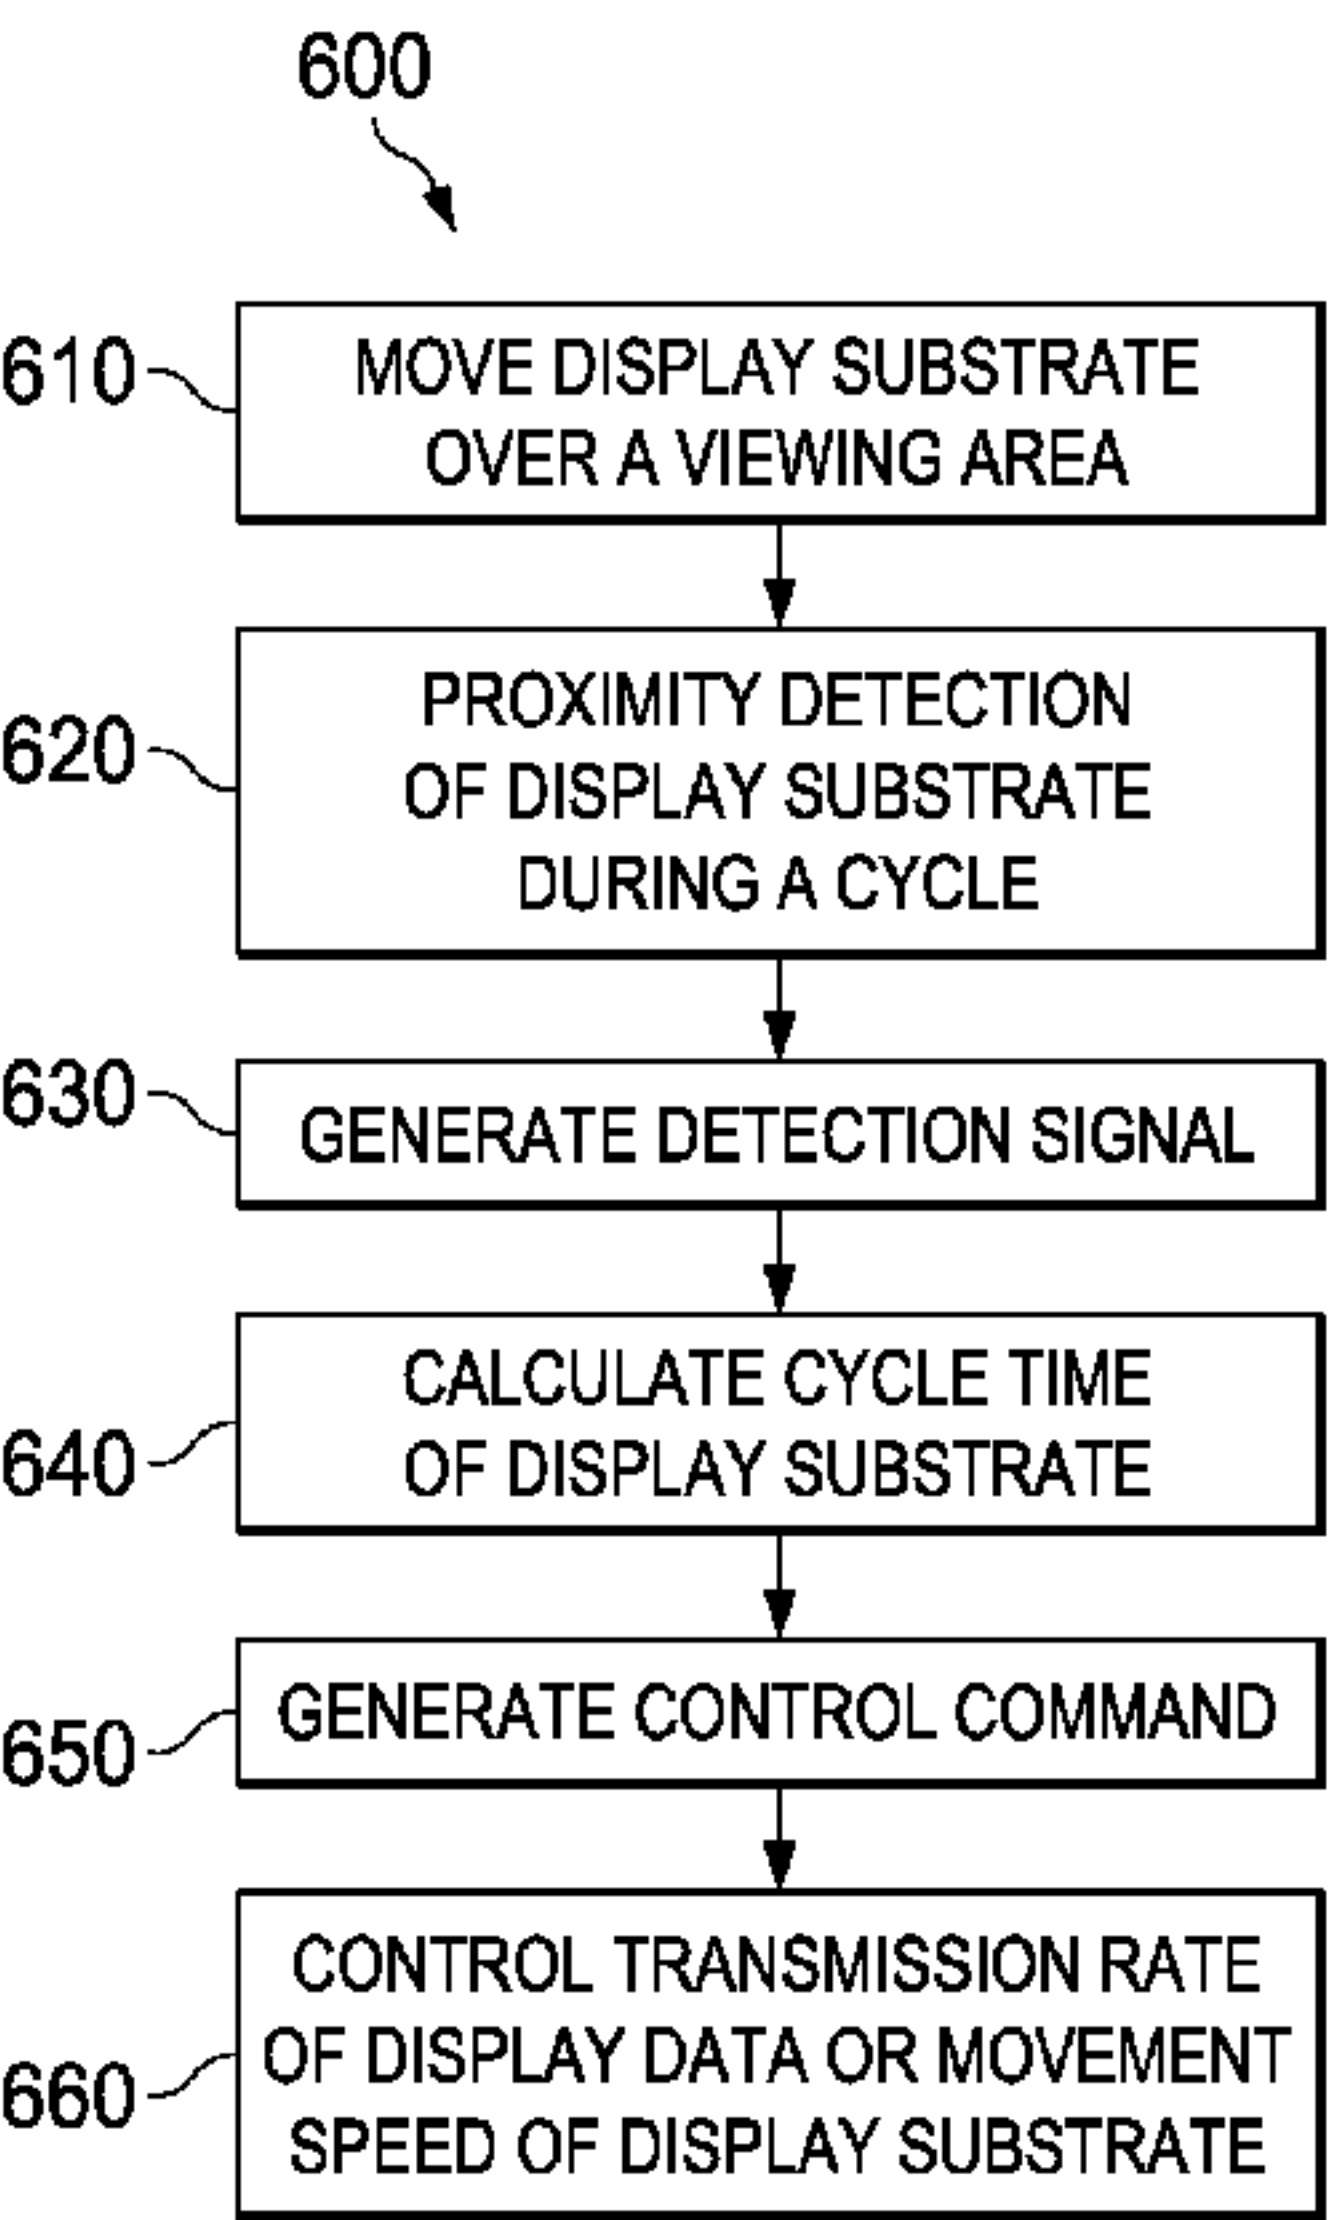 600
610
MOVE DISPLAY SUBSTRATE
OVER A VIEWING AREA
620
PROXIMITY DETECTION
OF DISPLAY SUBSTRATE
DURING A CYCLE
630
GENERATE DETECTION SIGNAL
640
CALCULATE CYCLE TIME
OF DISPLAY SUBSTRATE
650
GENERATE CONTROL COMMAND
660
CONTROL TRANSMISSION RATE
OF DISPLAY DATA OR MOVEMENT
SPEED OF DISPLAY SUBSTRATE